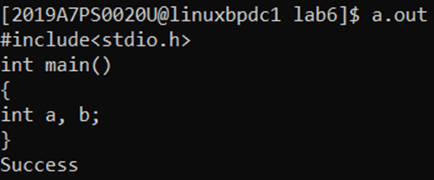 [2019A7PS0020U@linuxbpdc1 lab6]$ a.out
#include<stdio.h>
int main()
{
int a, b;
}
Success